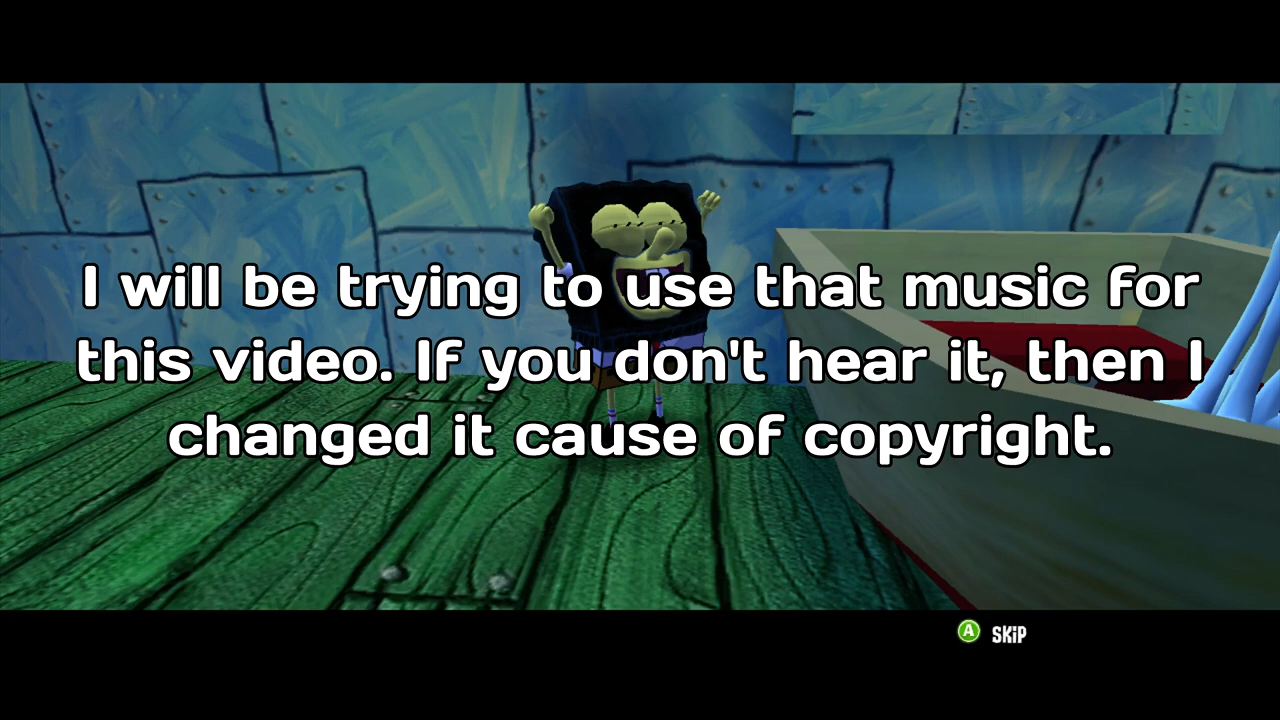 I will be trying to use that music for
this video. If you don't hear it, then I
changed it cause of copyright.
A SKIP